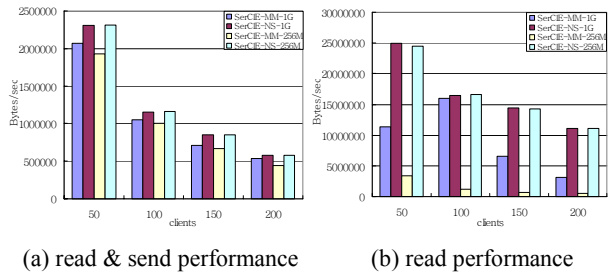 2500000
2000000
1500000
1000000
500000
0
Bytes/sec
50 100 150 200
clients
SerCIE-MM-1G
SerCIE-NS-1G
SerCIE-MM-256M
SerCIE-NS-256M
30000000
25000000
20000000
15000000
10000000
5000000
0
Bytes/sec
50 100 150 200
clients
SerCIE-MM-1G
SerCIE-NS-1G
SerCIE-MM-256M
SerCIE-NS-256M
(a) read & send performance
(b) read performance